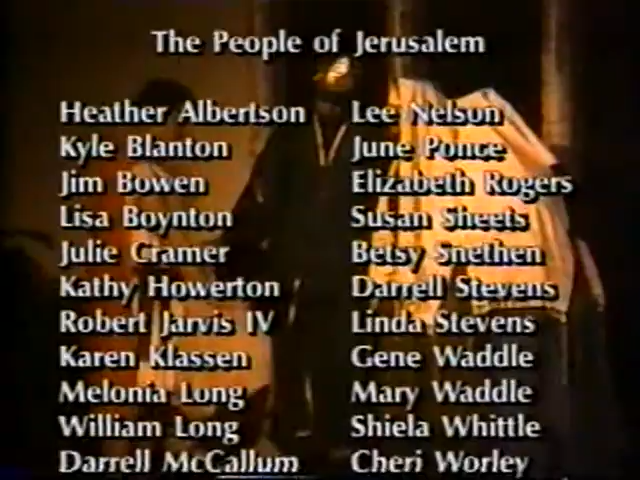 The People of Jerusalem
Heather Albertson
Kyle Blanton
Jim Bowen
Lisa Boynton
Julie Cramer
Kathy Howerton
Robert Jarvis IV
Karen Klassen
Melonia Long
William Long
Darrell McCallum
Lee Nelson
June Ponce
Elizabeth Rogers
Susan Sheets
Betsy Snethen
Darrell Stevens
Linda Stevens
Gene Waddle
Mary Waddle
Shiela Whittle
Cheri Worley